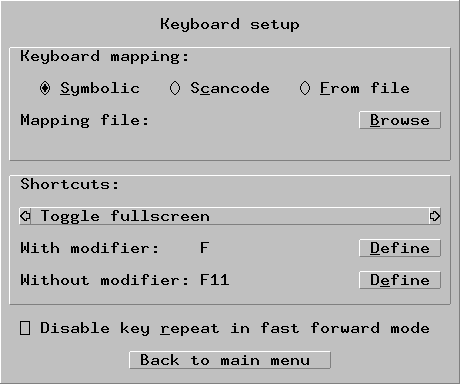 Keyboard setup
Keyboard mapping:
Symbolic Scancode From file
Mapping file: Browse
Shortcuts:
Toggle fullscreen
With modifier: F Define
Without modifier: F11 Define
Disable key repeat in fast forward mode
Back to main menu